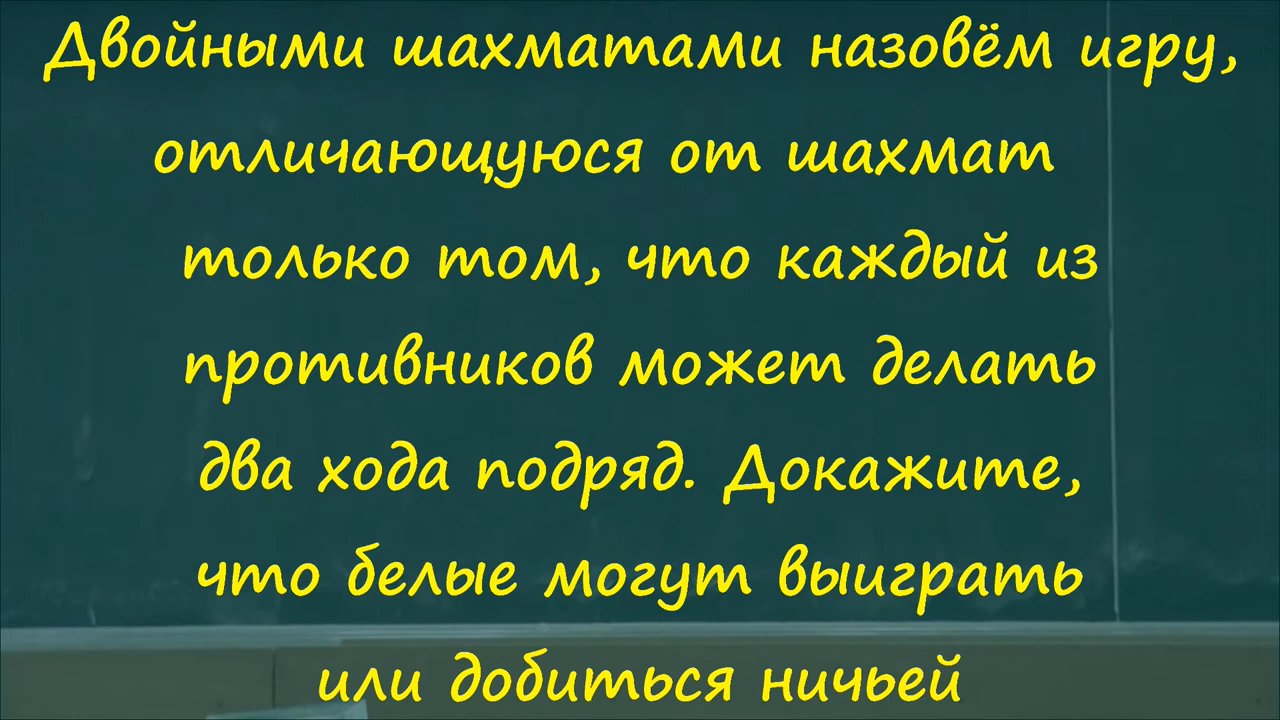 Двойными шахматами назовём игру,
отличающуюся от шахмат
только том, что каждый из
противников может делать
два хода подряд. Докажите,
что белые могут выиграть
или добиться ничьей